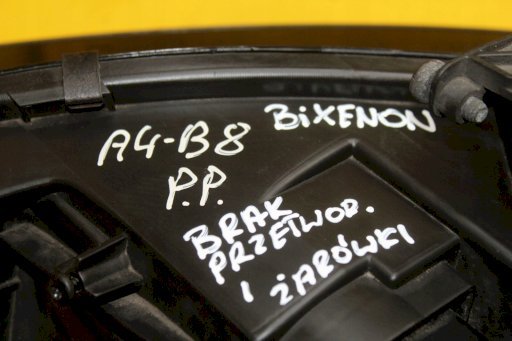 A4-B8 BiXENON
P.P.
BRAK
PRZETWOR.
I ŻARÓWKI